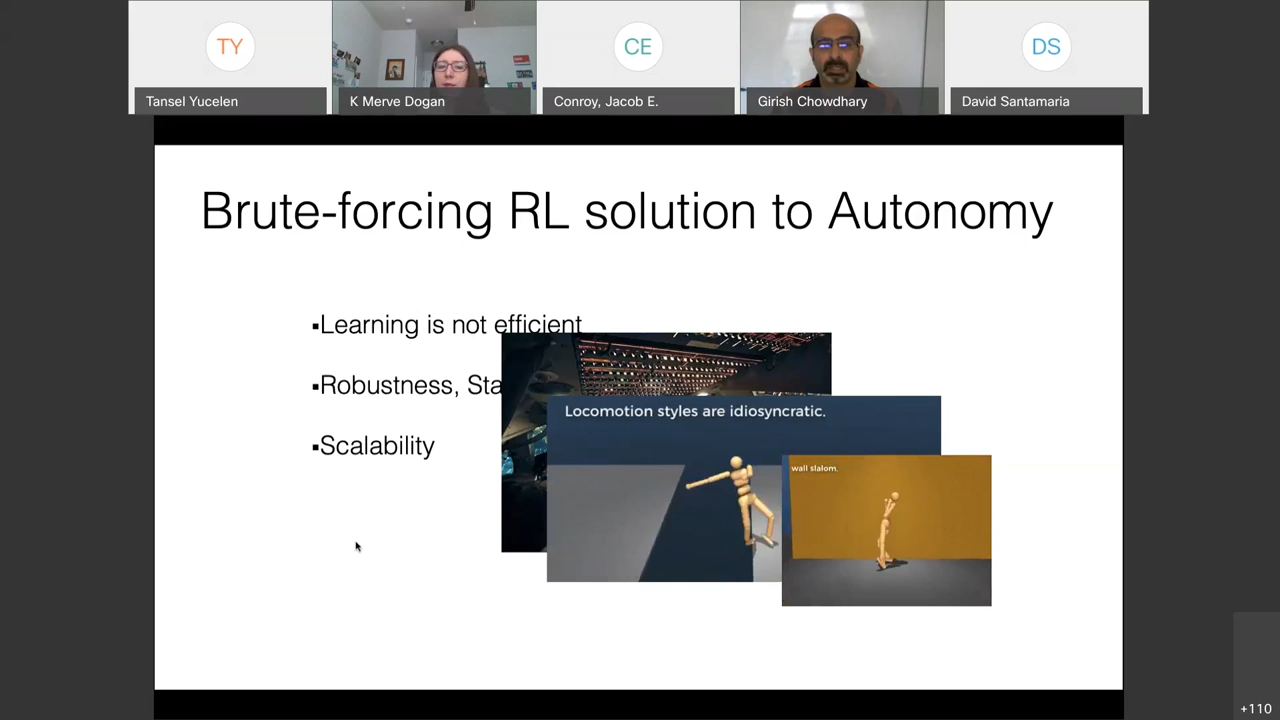 TY
CE
DS
Tansel Yucelen
K Merve Dogan
Conroy, Jacob E.
Girish Chowdhary
David Santamaria
Brute-forcing RL solution to Autonomy
▪Learning is not efficient
▪Robustness, Sta
▪Scalability
Locomotion styles are idiosyncratic.
wall slalom.
+110